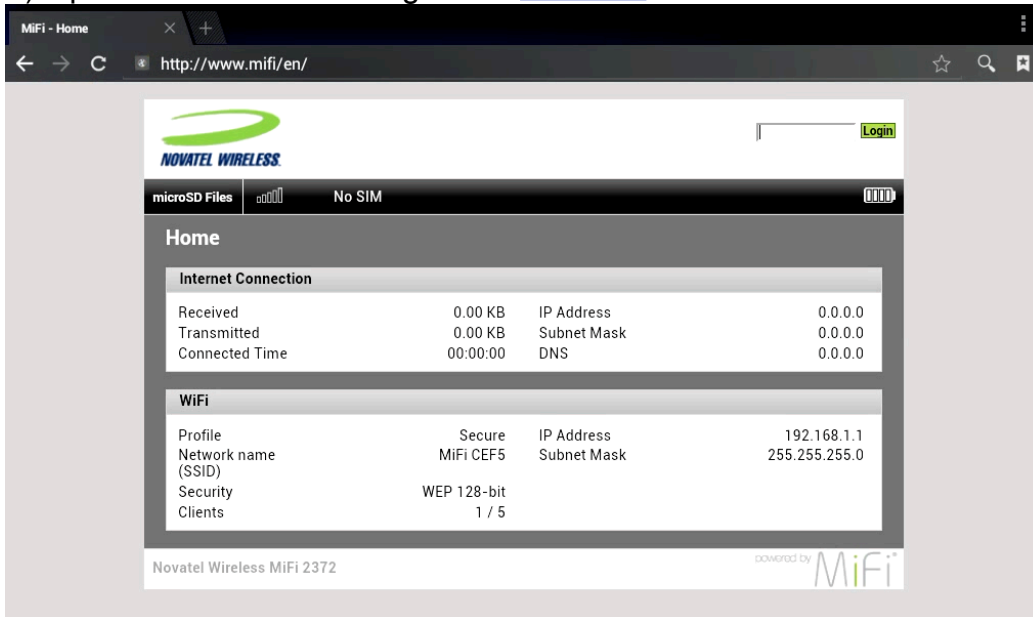 MiFi - Home
http://www.mifi/en/
NOVATEL WIRELESS.
Login
microSD Files No SIM
Home
Internet Connection
Received 0.00 KB IP Address 0.0.0.0
Transmitted 0.00 KB Subnet Mask 0.0.0.0
Connected Time 00:00:00 DNS 0.0.0.0
WiFi
Profile Secure IP Address 192.168.1.1
Network name MiFi CEF5 Subnet Mask 255.255.255.0
(SSID)
Security WEP 128-bit
Clients 1 / 5
Novatel Wireless MiFi 2372
powered by MiFi